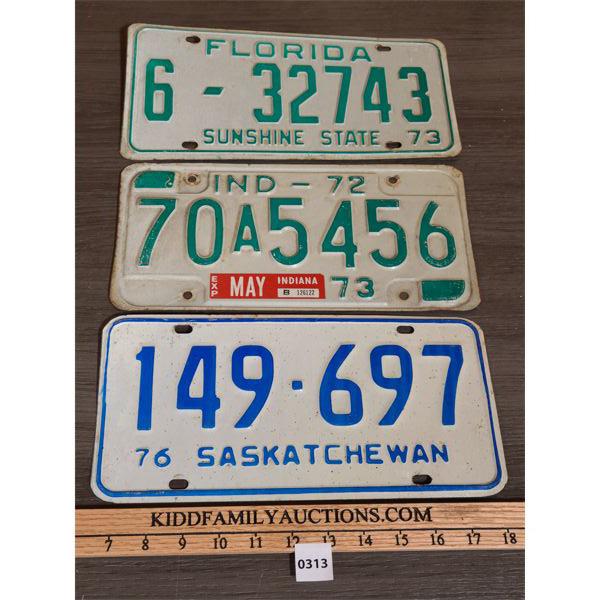 FLORIDA
6-32743
SUNSHINE STATE 73
IND - 72
70A5456
EXP MAY INDIANA
B 126122
73
149·697
76 SASKATCHEWAN
KIDDFAMILYAUCTIONS.COM
7 8 9 10 11 12 13 14 15 16 17 18
0313